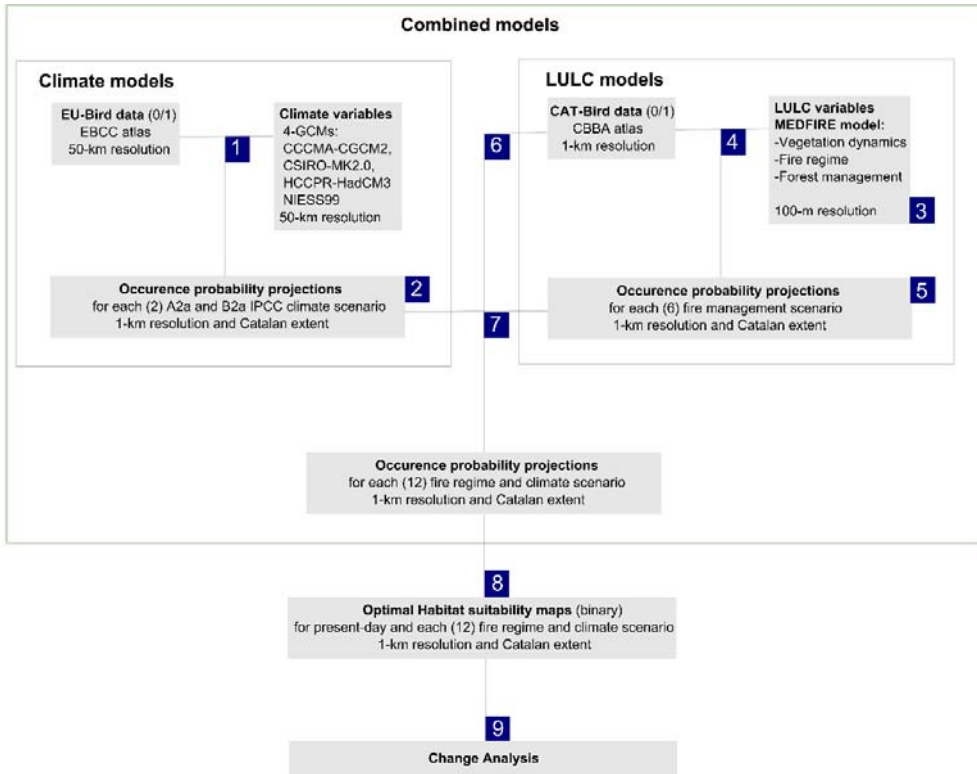 Combined models
Climate models
EU-Bird data (0/1)
EBCC atlas
50-km resolution
1
Climate variables
4-GCMs:
CCCMA-CGCM2,
CSIRO-MK2.0,
HCCPR-HadCM3
NIESS99
50-km resolution
Occurence probability projections
for each (2) A2a and B2a IPCC climate scenario
1-km resolution and Catalan extent
2
LULC models
6
CAT-Bird data (0/1)
CBBA atlas
1-km resolution
4
LULC variables
MEDFIRE model:
-Vegetation dynamics
-Fire regime
-Forest management
100-m resolution
3
Occurence probability projections
for each (6) fire management scenario
1-km resolution and Catalan extent
5
7
Occurence probability projections
for each (12) fire regime and climate scenario
1-km resolution and Catalan extent
8
Optimal Habitat suitability maps (binary)
for present-day and each (12) fire regime and climate scenario
1-km resolution and Catalan extent
9
Change Analysis